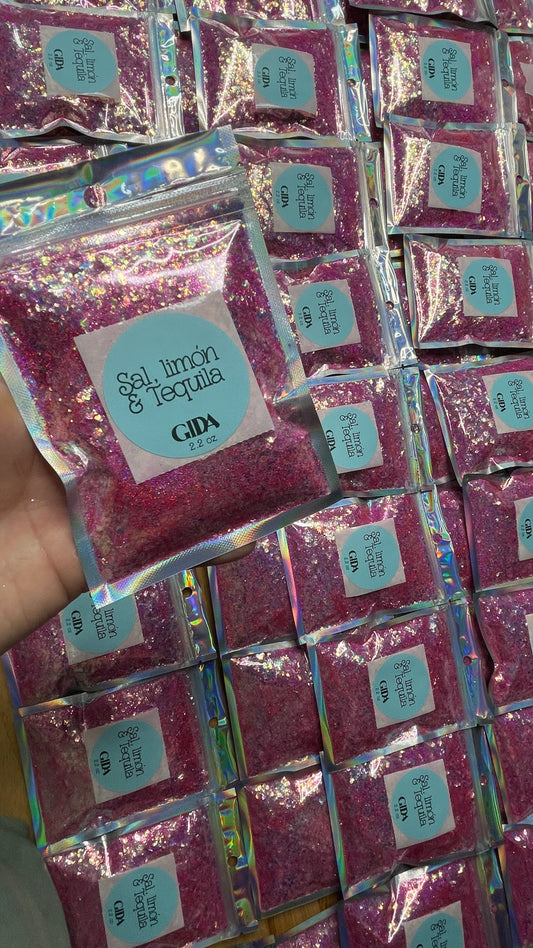 Sal, limón
& Tequila
GIDA
2.2 oz